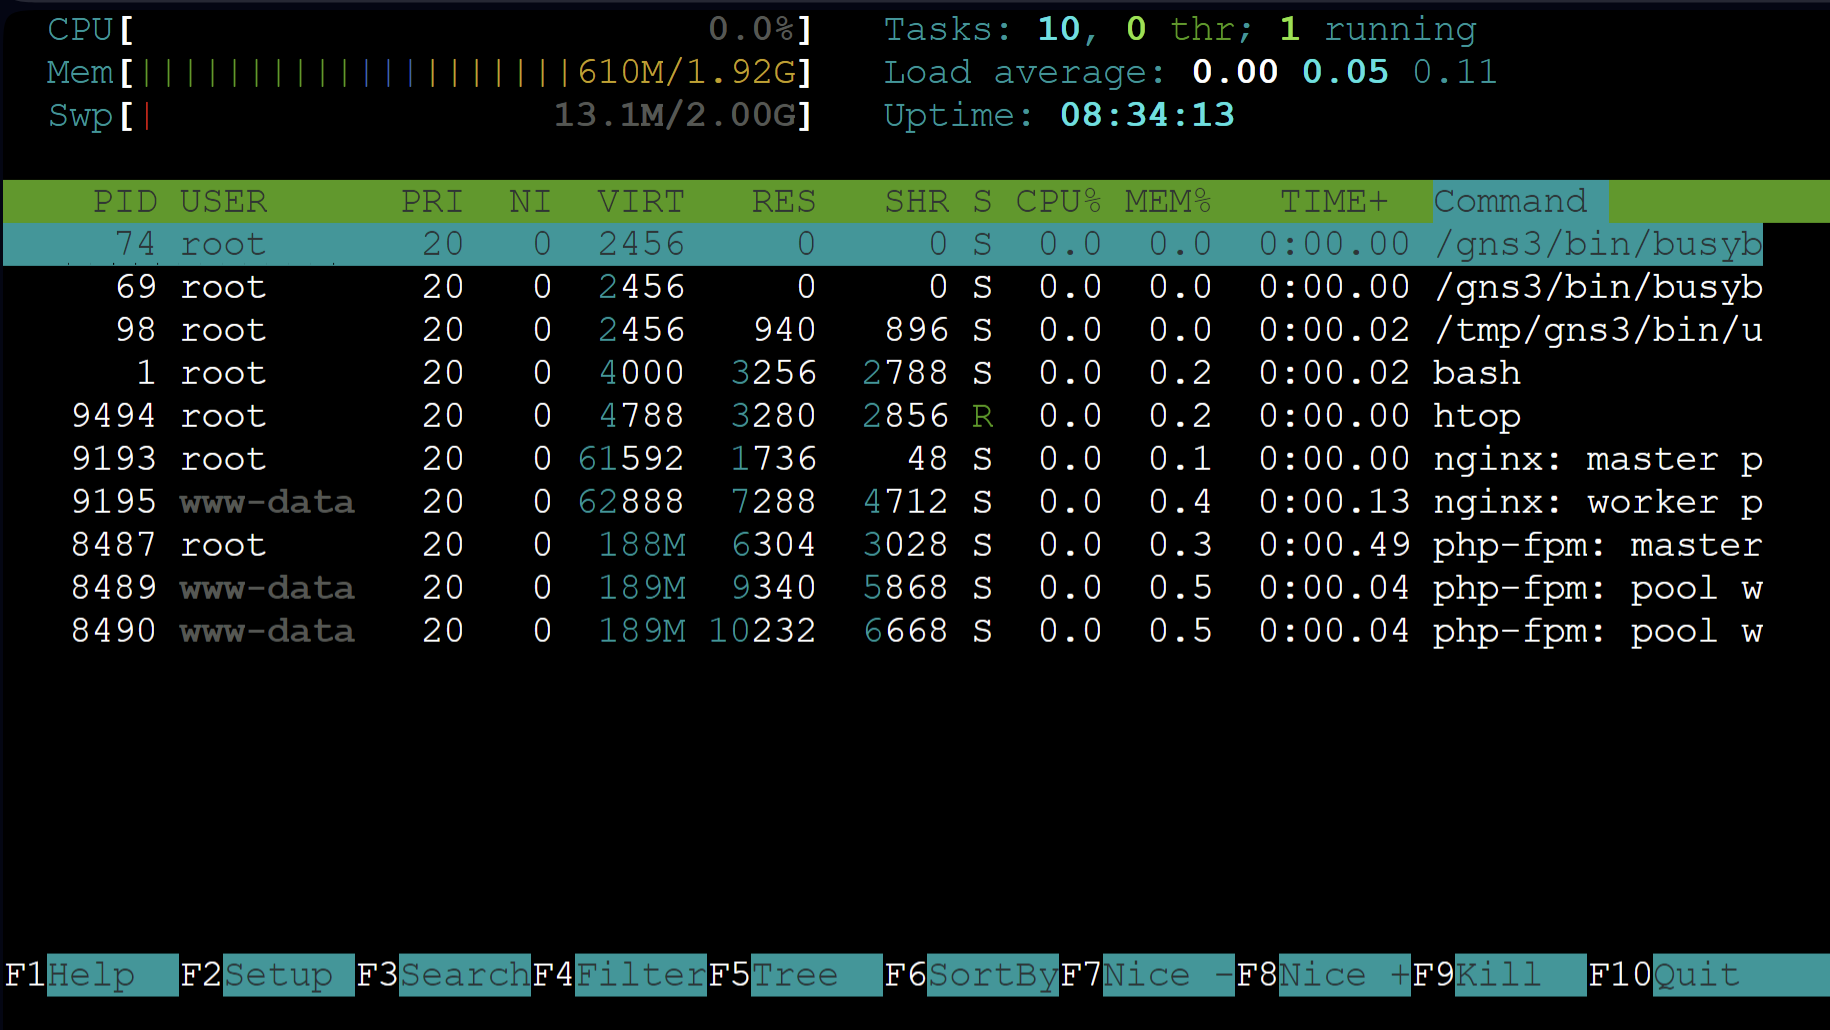 CPU[ 0.0%] Tasks: 10, 0 thr; 1 running
Mem[||||||||||||||||||||610M/1.92G] Load average: 0.00 0.05 0.11
Swp[| 13.1M/2.00G] Uptime: 08:34:13
PID USER PRI NI VIRT RES SHR S CPU% MEM% TIME+ Command
74 root 20 0 2456 0 0 S 0.0 0.0 0:00.00 /gns3/bin/busyb
69 root 20 0 2456 0 0 S 0.0 0.0 0:00.00 /gns3/bin/busyb
98 root 20 0 2456 940 896 S 0.0 0.0 0:00.02 /tmp/gns3/bin/u
1 root 20 0 4000 3256 2788 S 0.0 0.2 0:00.02 bash
9494 root 20 0 4788 3280 2856 R 0.0 0.2 0:00.00 htop
9193 root 20 0 61592 1736 48 S 0.0 0.1 0:00.00 nginx: master p
9195 www-data 20 0 62888 7288 4712 S 0.0 0.4 0:00.13 nginx: worker p
8487 root 20 0 188M 6304 3028 S 0.0 0.3 0:00.49 php-fpm: master
8489 www-data 20 0 189M 9340 5868 S 0.0 0.5 0:00.04 php-fpm: pool w
8490 www-data 20 0 189M 10232 6668 S 0.0 0.5 0:00.04 php-fpm: pool w
F1Help F2Setup F3SearchF4FilterF5Tree F6SortByF7Nice -F8Nice +F9Kill F10Quit